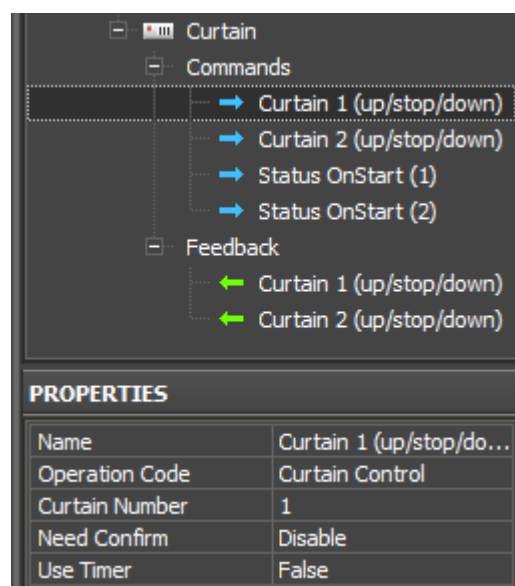 Curtain
Commands
Curtain 1 (up/stop/down)
Curtain 2 (up/stop/down)
Status OnStart (1)
Status OnStart (2)
Feedback
Curtain 1 (up/stop/down)
Curtain 2 (up/stop/down)
PROPERTIES
Name Curtain 1 (up/stop/do...
Operation Code Curtain Control
Curtain Number 1
Need Confirm Disable
Use Timer False